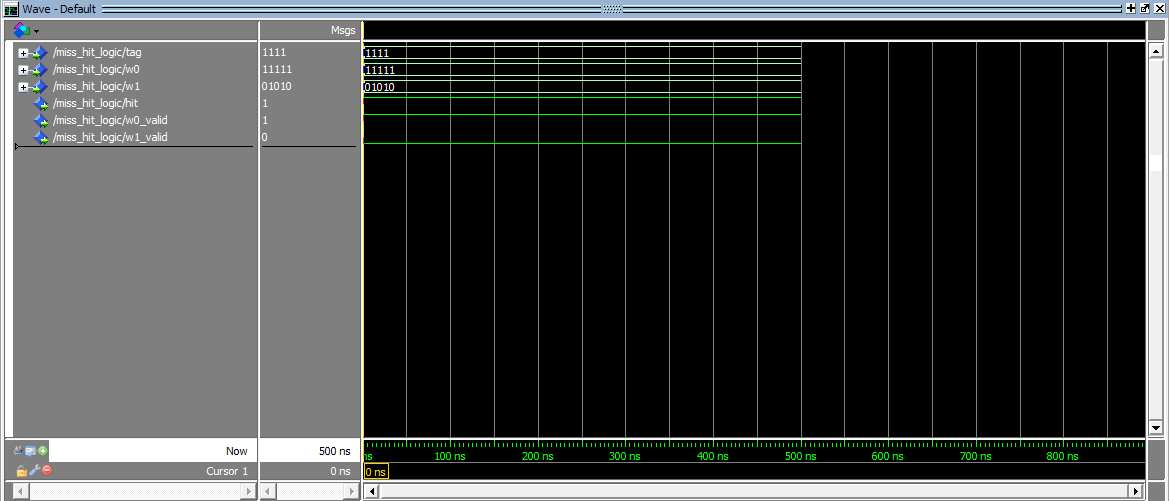 Wave - Default
Msgs
/miss_hit_logic/tag 1111 1111
/miss_hit_logic/w0 11111 11111
/miss_hit_logic/w1 01010 01010
/miss_hit_logic/hit 1
/miss_hit_logic/w0_valid 1
/miss_hit_logic/w1_valid 0
Now 500 ns ns 100 ns 200 ns 300 ns 400 ns 500 ns 600 ns 700 ns 800 ns
Cursor 1 0 ns 0 ns